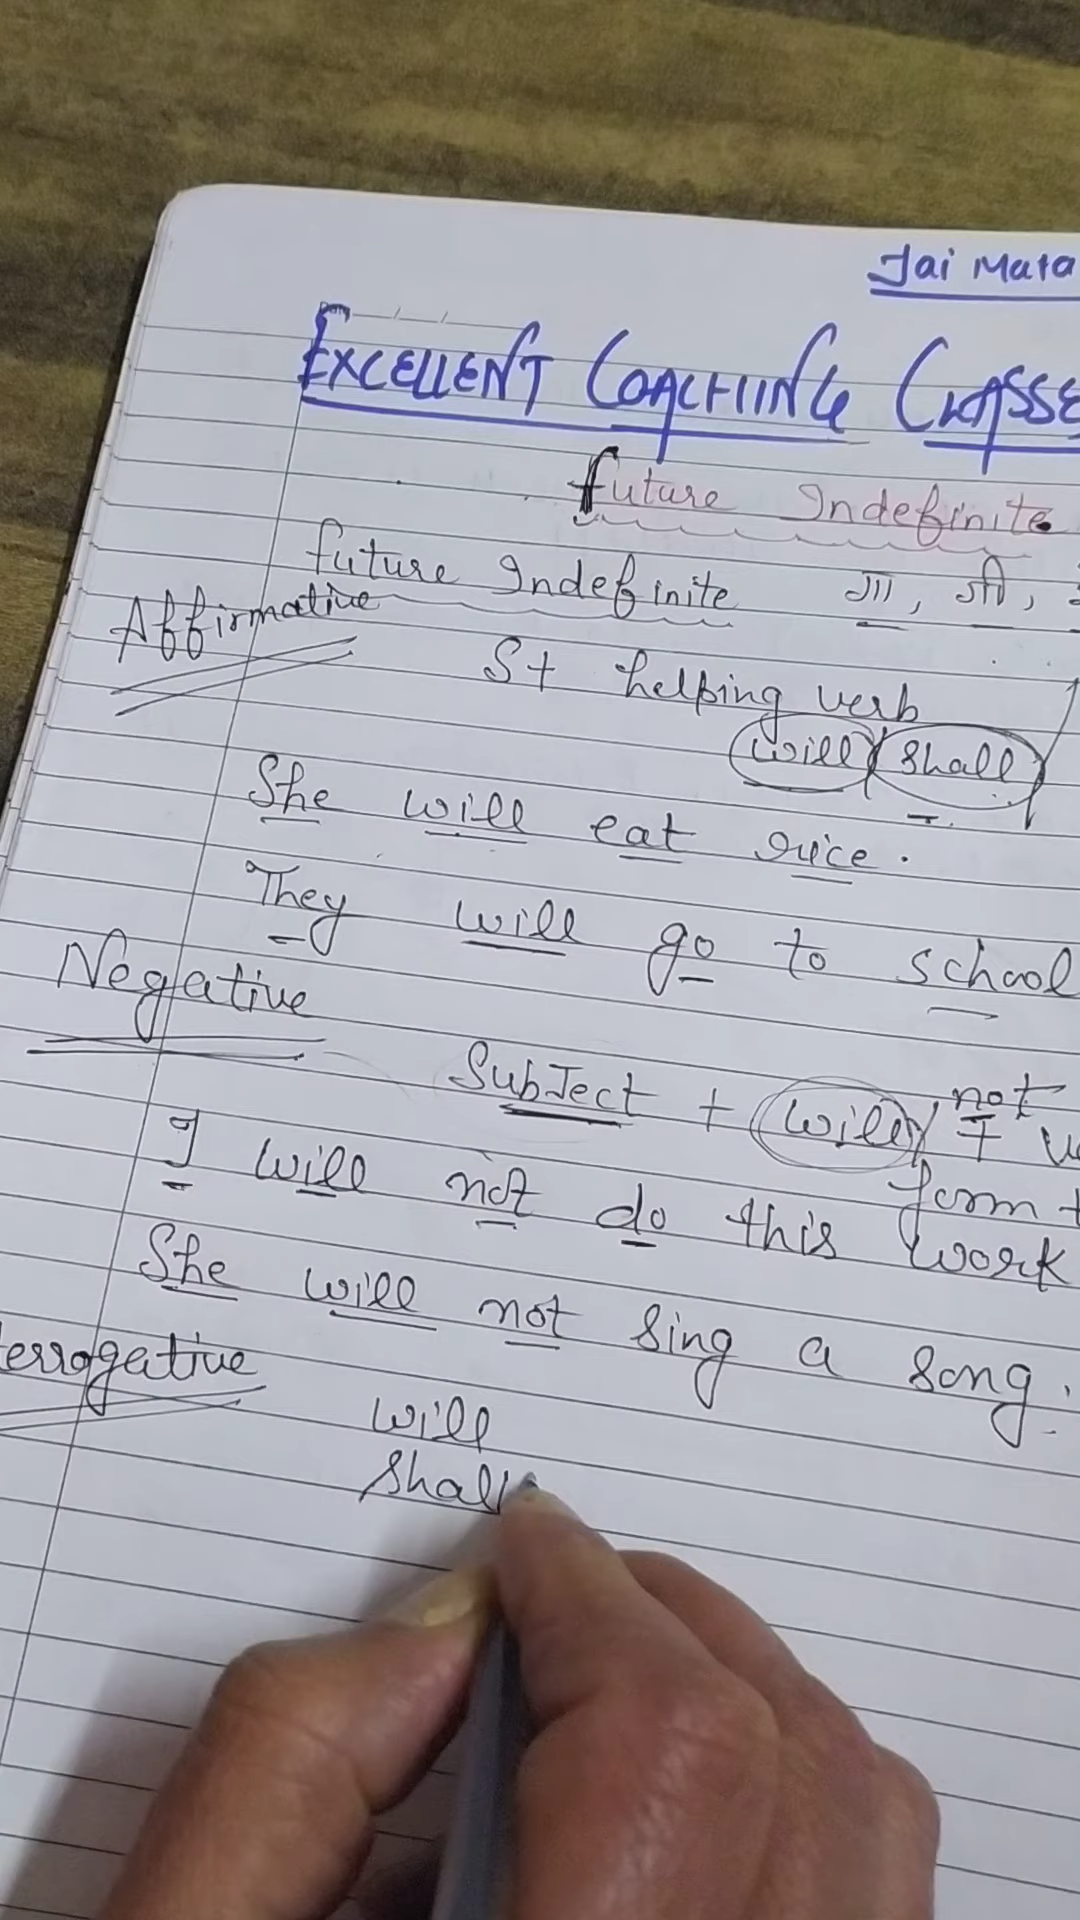 Jai Mata
EXCELLENT COACHING CLASSE
Future Indefinite
Future Indefinite गा, गी,
Affirmative
S + helping verb
will / shall
She will eat rice.
They will go to school
Negative
Subject + will / not +
form +
I will not do this work
She will not sing a song.
terrogative
will
shall